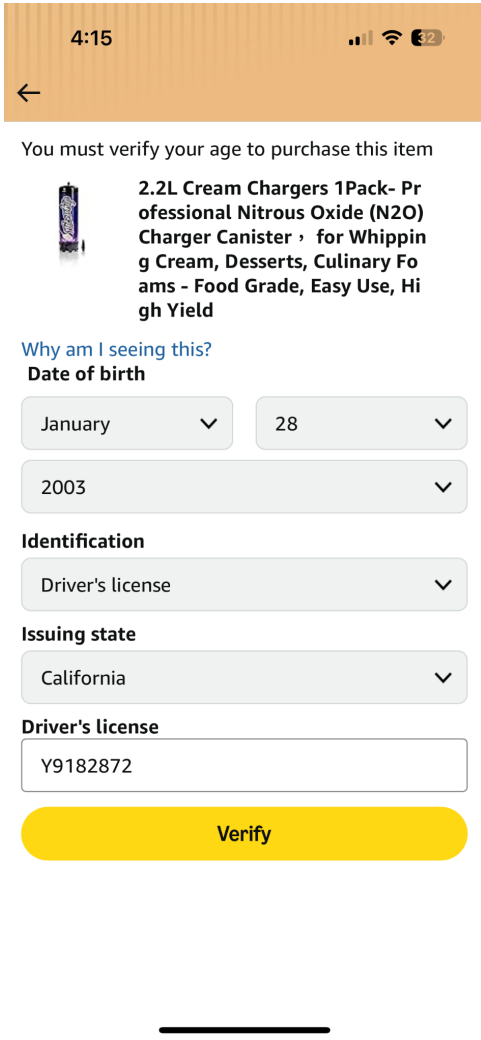 4:15
32
You must verify your age to purchase this item
2.2L Cream Chargers 1Pack- Pr
ofessional Nitrous Oxide (N2O)
Charger Canister， for Whippin
g Cream, Desserts, Culinary Fo
ams - Food Grade, Easy Use, Hi
gh Yield
Why am I seeing this?
Date of birth
January
28
2003
Identification
Driver's license
Issuing state
California
Driver's license
Y9182872
Verify